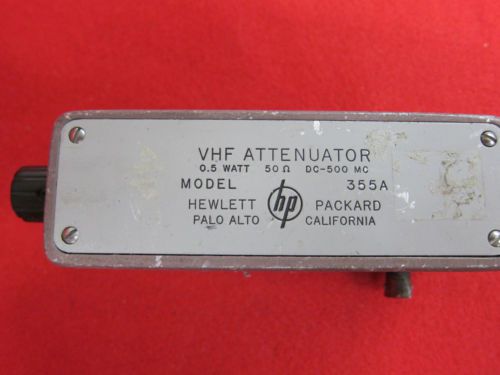 VHF ATTENUATOR
0.5 WATT 50 Ω DC-500 MC
MODEL 355A
HEWLETT hp PACKARD
PALO ALTO CALIFORNIA